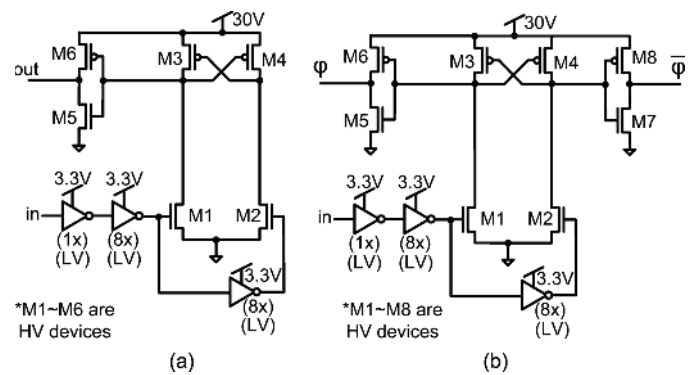 30V
M6
M3
M4
out
M5
3.3V
3.3V
in
(1x)
(LV)
(8x)
(LV)
M1
M2
3.3V
(8x)
(LV)
*M1~M6 are
HV devices
(a)
30V
M6
M3
M4
M8
φ
φ̅
M5
M7
3.3V
3.3V
in
(1x)
(LV)
(8x)
(LV)
M1
M2
3.3V
(8x)
(LV)
*M1~M8 are
HV devices
(b)